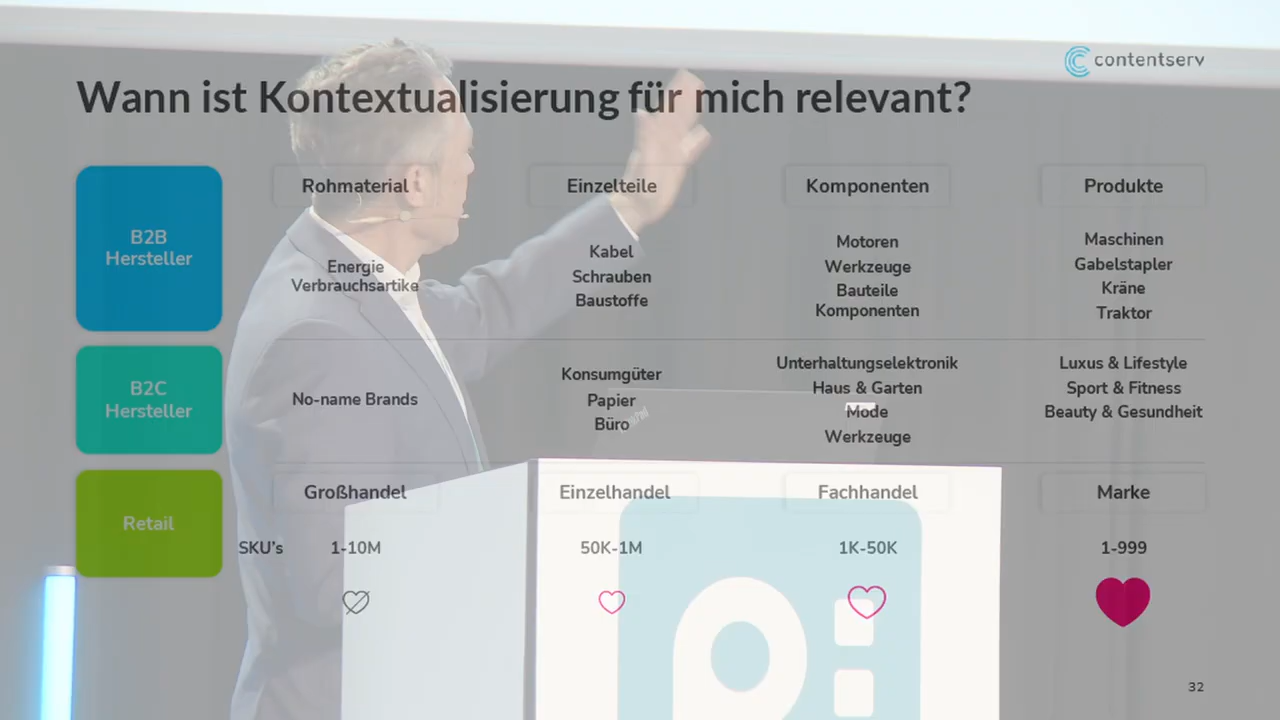 contentserv
Wann ist Kontextualisierung für mich relevant?
Rohmaterial
Einzelteile
Komponenten
Produkte
B2B
Hersteller
Energie
Verbrauchsartike
Kabel
Schrauben
Baustoffe
Motoren
Werkzeuge
Bauteile
Komponenten
Maschinen
Gabelstapler
Kräne
Traktor
B2C
Hersteller
No-name Brands
Konsumgüter
Papier
Büro
Unterhaltungselektronik
Haus & Garten
Mode
Werkzeuge
Luxus & Lifestyle
Sport & Fitness
Beauty & Gesundheit
Retail
Großhandel
Einzelhandel
Fachhandel
Marke
SKU's
1-10M
50K-1M
1K-50K
1-999
32